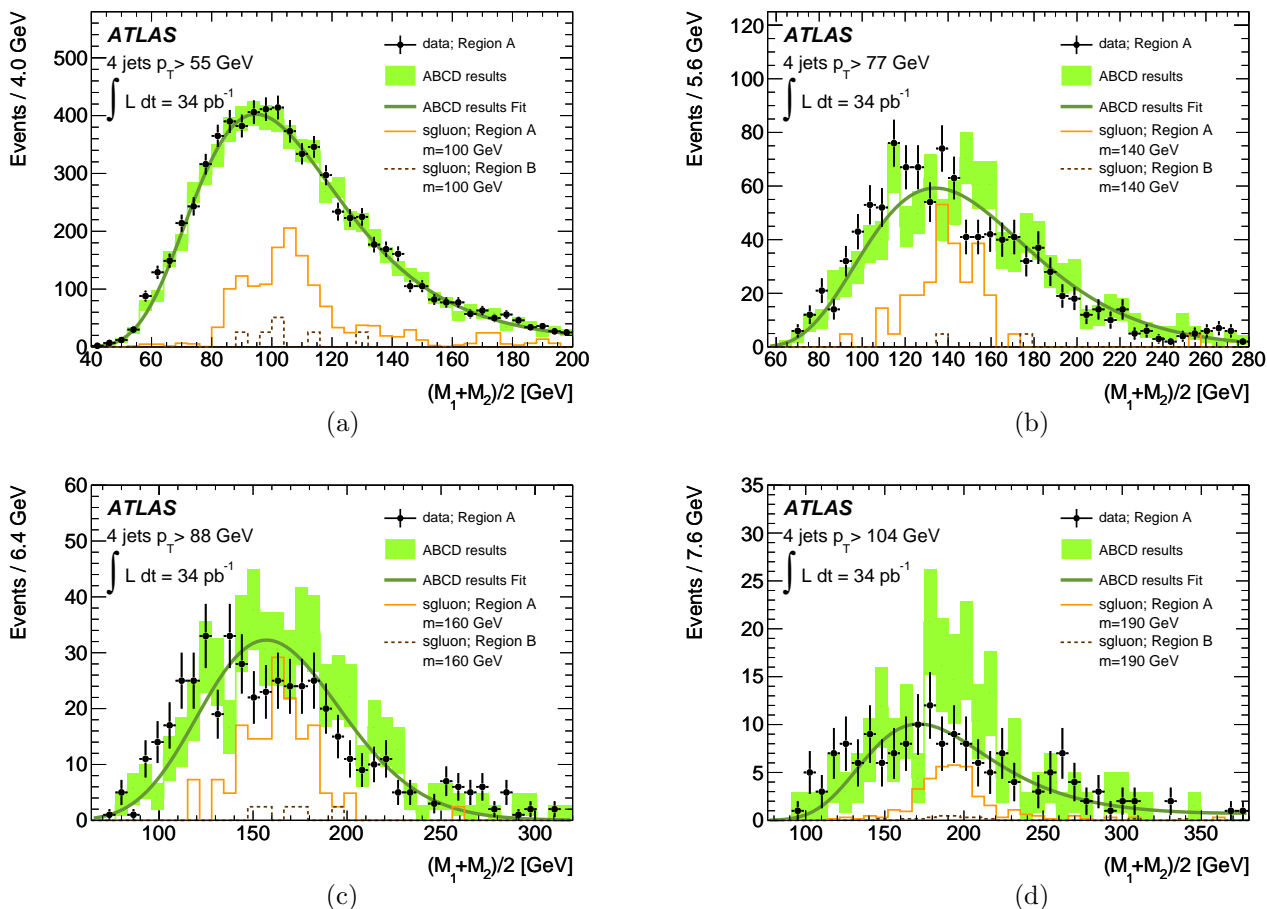 ATLAS
4 jets p_T> 55 GeV
∫ L dt = 34 pb^-1
data; Region A
ABCD results
ABCD results Fit
sgluon; Region A
m=100 GeV
sgluon; Region B
m=100 GeV
Events / 4.0 GeV
500
400
300
200
100
0
40 60 80 100 120 140 160 180 200
(M_1+M_2)/2 [GeV]
(a)
ATLAS
4 jets p_T> 77 GeV
∫ L dt = 34 pb^-1
data; Region A
ABCD results
ABCD results Fit
sgluon; Region A
m=140 GeV
sgluon; Region B
m=140 GeV
Events / 5.6 GeV
120
100
80
60
40
20
0
60 80 100 120 140 160 180 200 220 240 260 280
(M_1+M_2)/2 [GeV]
(b)
ATLAS
4 jets p_T> 88 GeV
∫ L dt = 34 pb^-1
data; Region A
ABCD results
ABCD results Fit
sgluon; Region A
m=160 GeV
sgluon; Region B
m=160 GeV
Events / 6.4 GeV
60
50
40
30
20
10
0
100 150 200 250 300
(M_1+M_2)/2 [GeV]
(c)
ATLAS
4 jets p_T> 104 GeV
∫ L dt = 34 pb^-1
data; Region A
ABCD results
ABCD results Fit
sgluon; Region A
m=190 GeV
sgluon; Region B
m=190 GeV
Events / 7.6 GeV
35
30
25
20
15
10
5
0
100 150 200 250 300 350
(M_1+M_2)/2 [GeV]
(d)